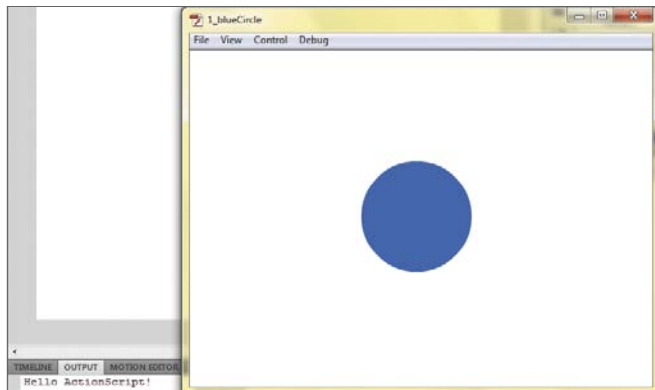 1_blueCircle
File View Control Debug
TIMELINE OUTPUT MOTION EDITOR
Hello ActionScript!